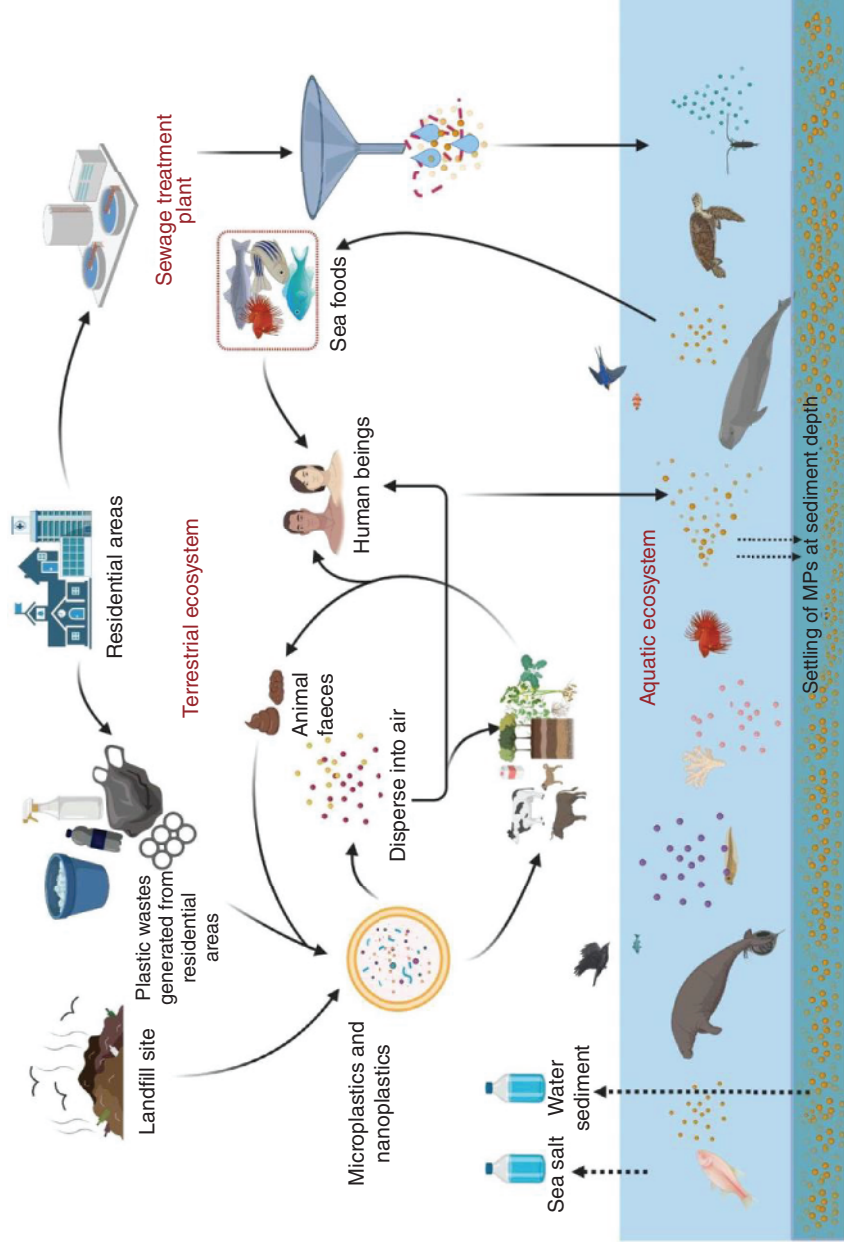 Residential areas
Sewage treatment
plant
Landfill site
Plastic wastes
generated from
residential
areas
Terrestrial ecosystem
Animal
faeces
Sea foods
Human beings
Disperse into air
Microplastics and
nanoplastics
Sea salt
Water
sediment
Aquatic ecosystem
Settling of MPs at sediment depth